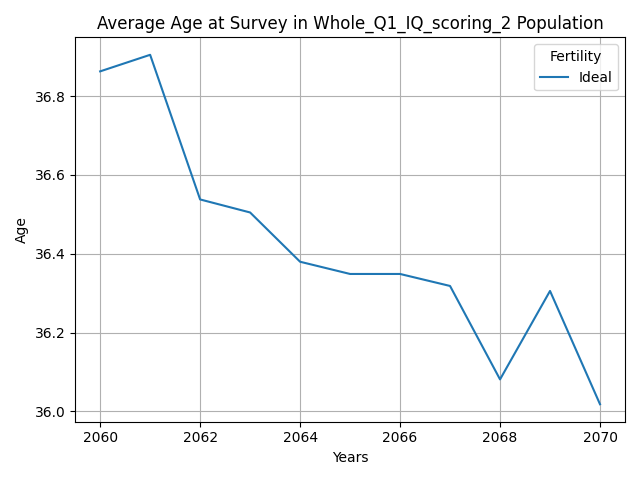 Average Age at Survey in Whole_Q1_IQ_scoring_2 Population
Fertility
Ideal
36.8
36.6
36.4
36.2
36.0
Age
2060 2062 2064 2066 2068 2070
Years